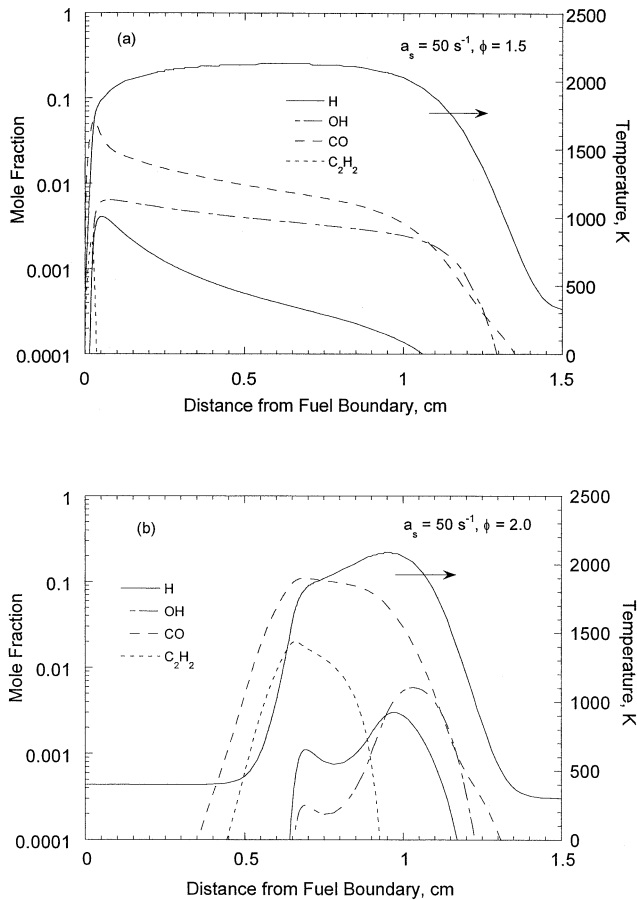 (a)
a_s = 50 s⁻¹, ϕ = 1.5
H
OH
CO
C₂H₂
Mole Fraction
1
0.1
0.01
0.001
0.0001
2500
2000
1500
1000
500
0
Temperature, K
0
0.5
1
1.5
Distance from Fuel Boundary, cm
(b)
a_s = 50 s⁻¹, ϕ = 2.0
H
OH
CO
C₂H₂
Mole Fraction
1
0.1
0.01
0.001
0.0001
2500
2000
1500
1000
500
0
Temperature, K
0
0.5
1
1.5
Distance from Fuel Boundary, cm